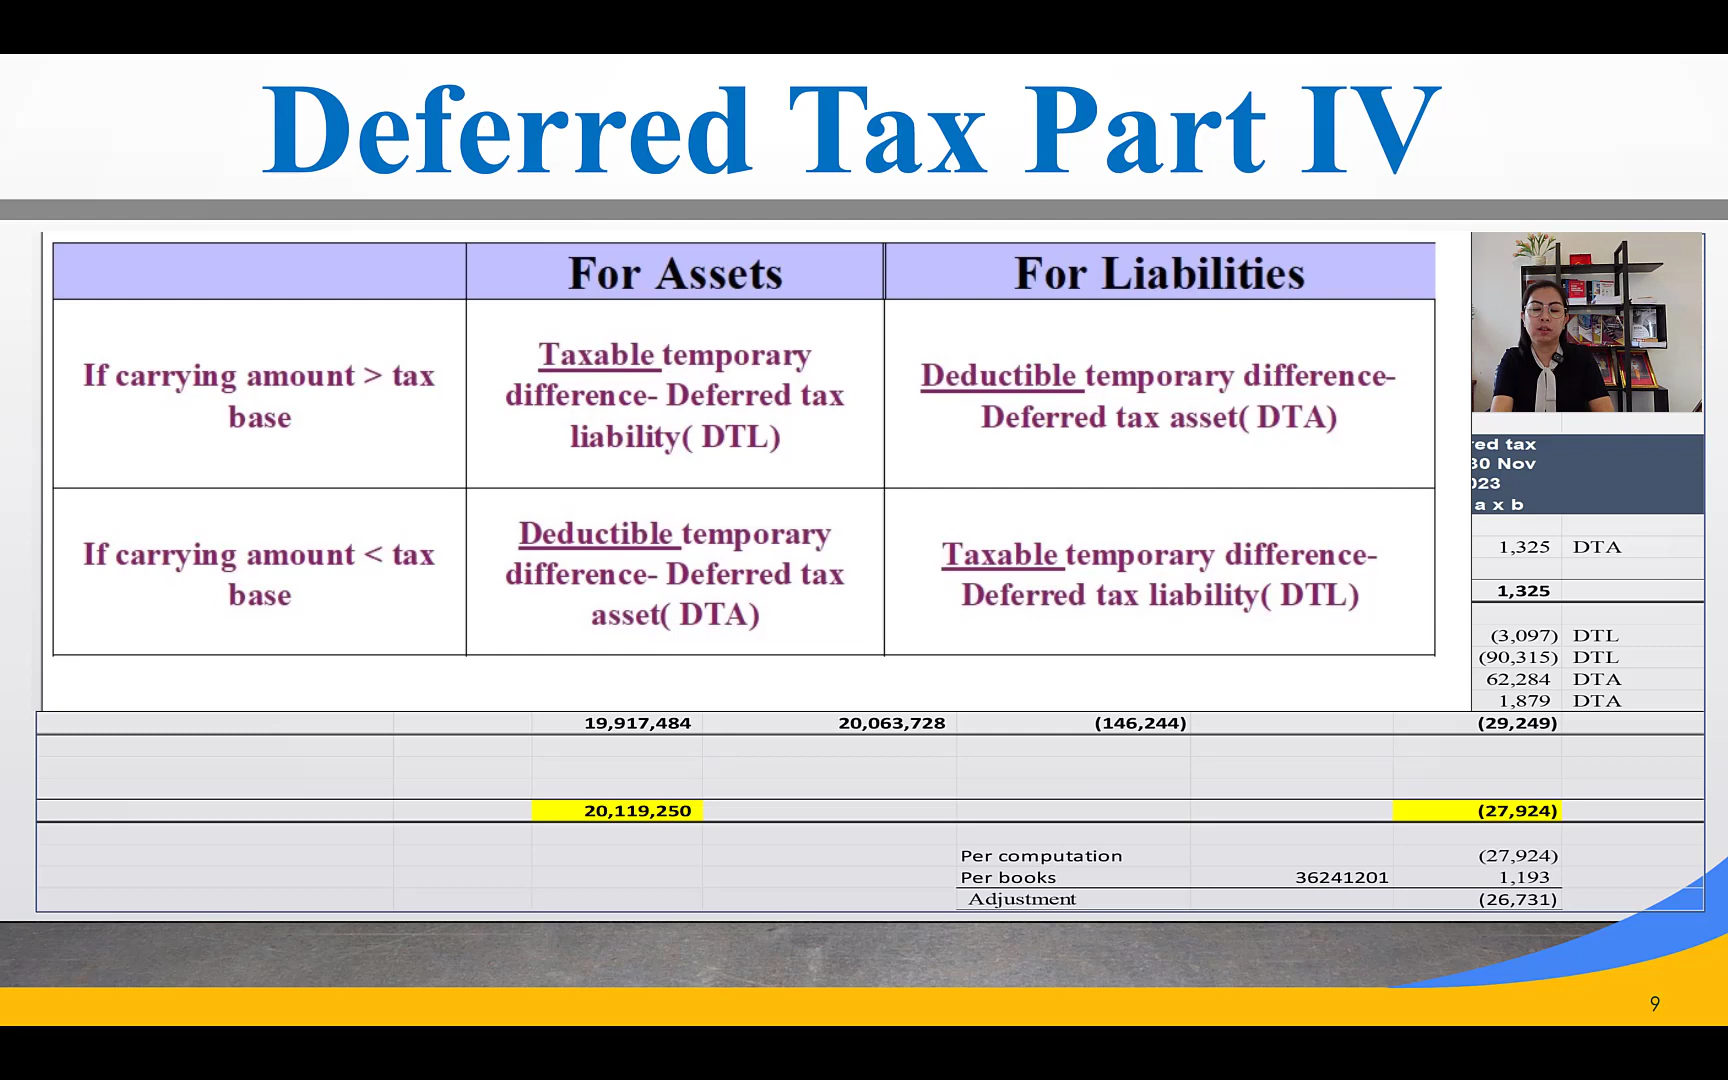 Deferred Tax Part IV
For Assets
For Liabilities
If carrying amount > tax
base
Taxable temporary
difference- Deferred tax
liability( DTL)
Deductible temporary difference-
Deferred tax asset( DTA)
If carrying amount < tax
base
Deductible temporary
difference- Deferred tax
asset( DTA)
Taxable temporary difference-
Deferred tax liability( DTL)
red tax
30 Nov
023
a x b
1,325 DTA
1,325
(3,097) DTL
(90,315) DTL
62,284 DTA
1,879 DTA
19,917,484 20,063,728 (146,244) (29,249)
20,119,250 (27,924)
Per computation (27,924)
Per books 36241201 1,193
Adjustment (26,731)
9